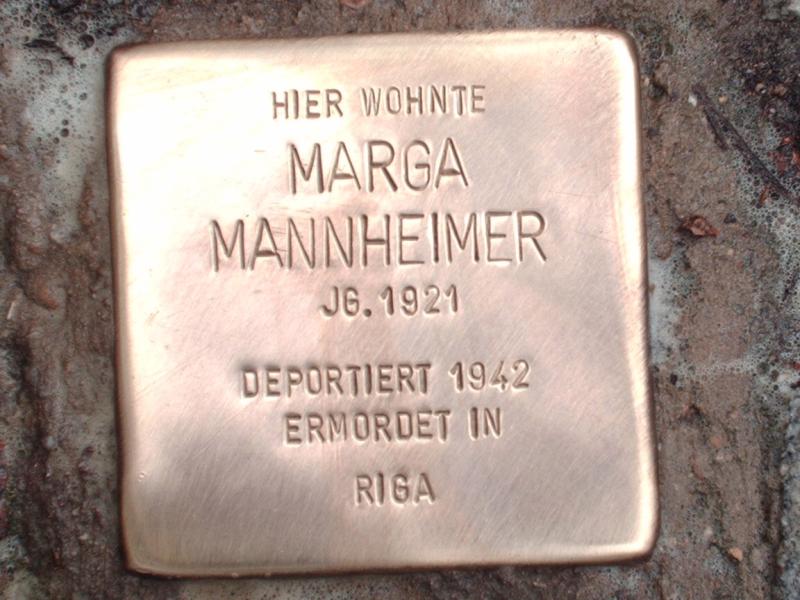 HIER WOHNTE
MARGA
MANNHEIMER
JG. 1921
DEPORTIERT 1942
ERMORDET IN
RIGA